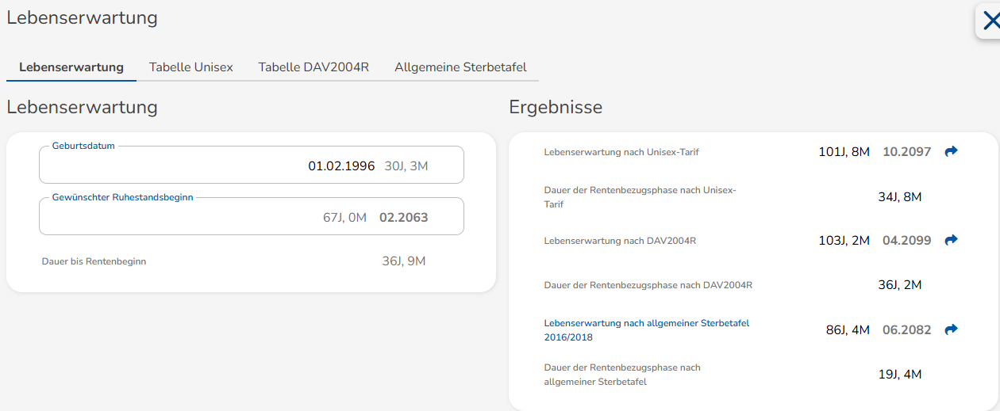 Lebenserwartung
Lebenserwartung Tabelle Unisex Tabelle DAV2004R Allgemeine Sterbetafel
Lebenserwartung
Geburtsdatum
01.02.1996 30J, 3M
Gewünschter Ruhestandsbeginn
67J, 0M 02.2063
Dauer bis Rentenbeginn 36J, 9M
Ergebnisse
Lebenserwartung nach Unisex-Tarif 101J, 8M 10.2097
Dauer der Rentenbezugsphase nach Unisex-
Tarif 34J, 8M
Lebenserwartung nach DAV2004R 103J, 2M 04.2099
Dauer der Rentenbezugsphase nach DAV2004R 36J, 2M
Lebenserwartung nach allgemeiner Sterbetafel
2016/2018 86J, 4M 06.2082
Dauer der Rentenbezugsphase nach
allgemeiner Sterbetafel 19J, 4M